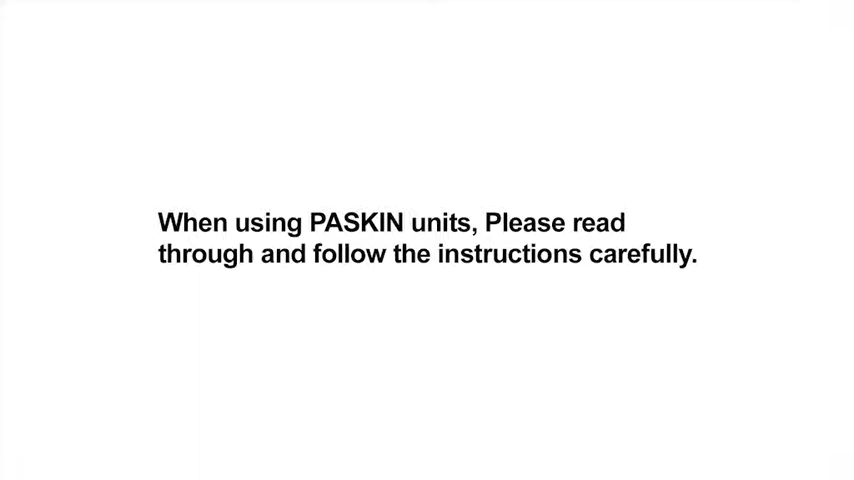 When using PASKIN units, Please read
through and follow the instructions carefully.